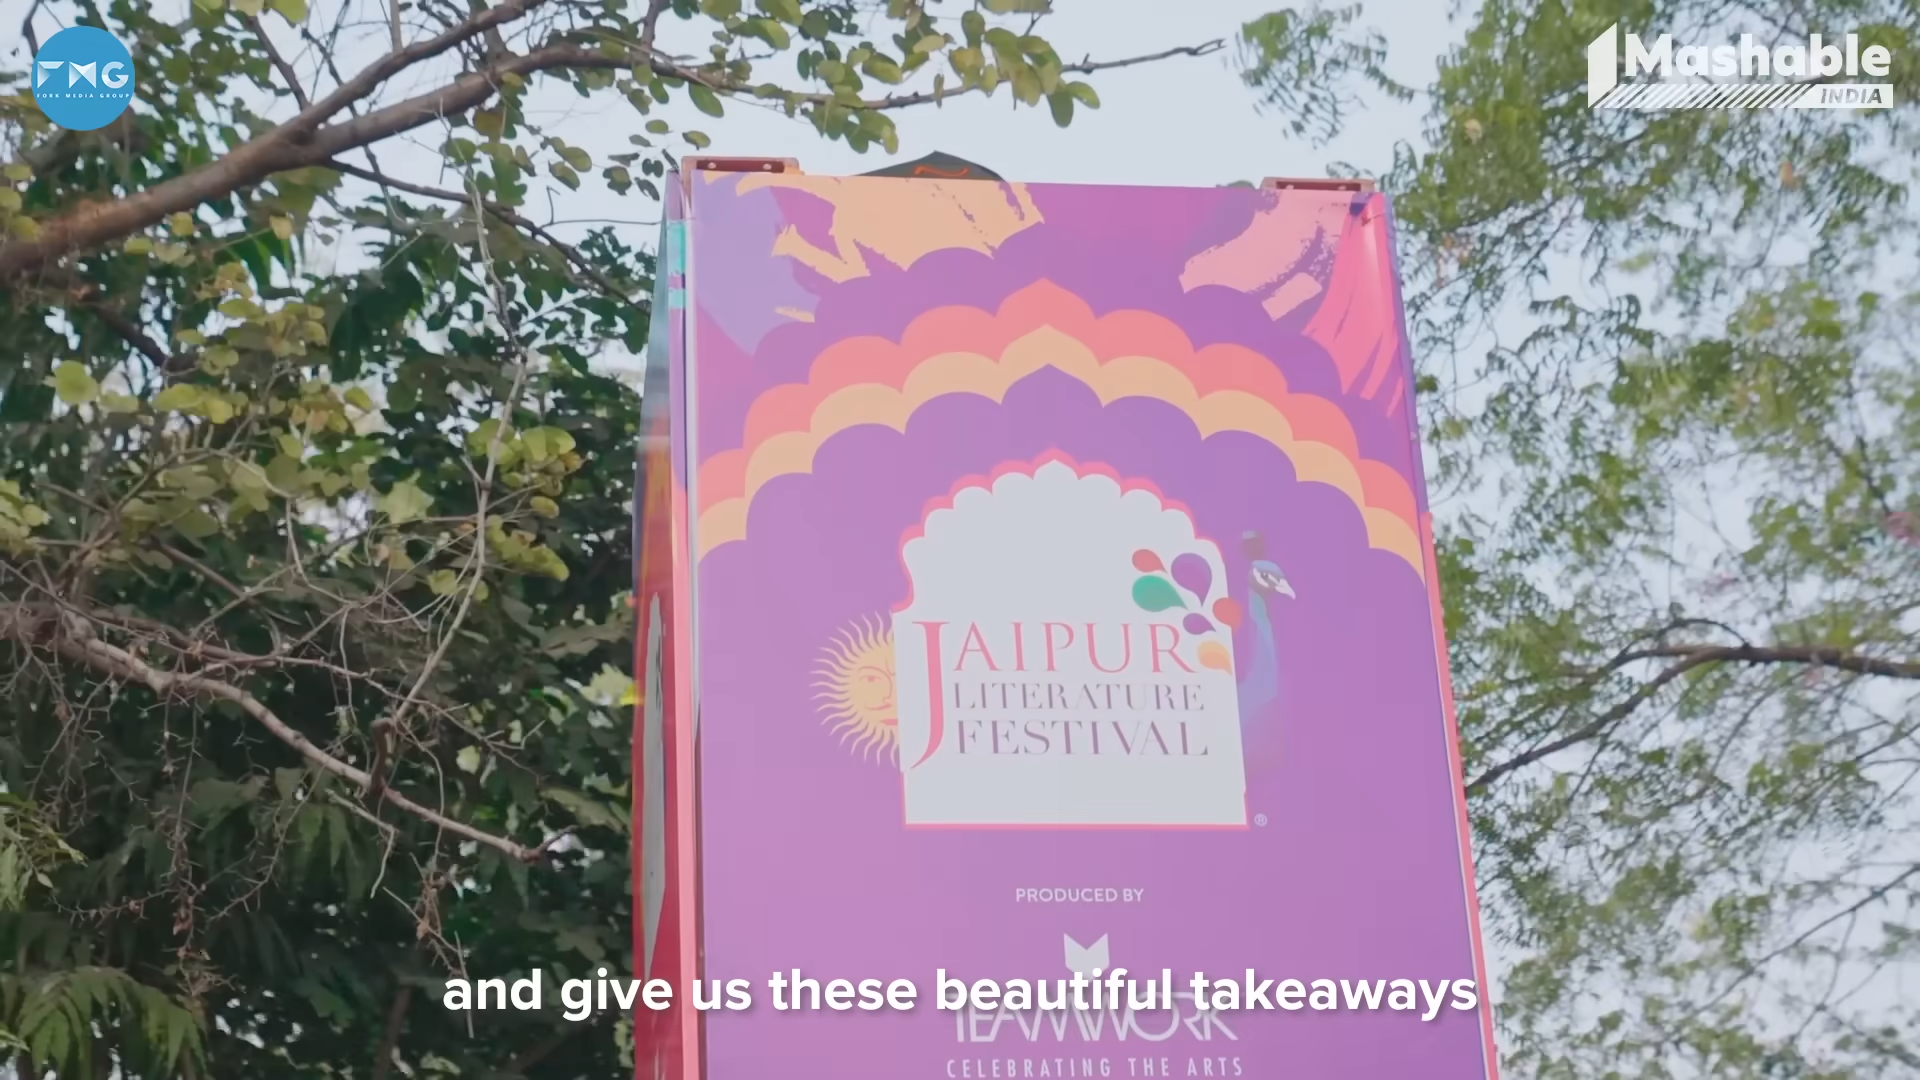 FMG
FORK MEDIA GROUP
Mashable
INDIA
JAIPUR
LITERATURE
FESTIVAL
®
PRODUCED BY
TEAMWORK
CELEBRATING THE ARTS
and give us these beautiful takeaways